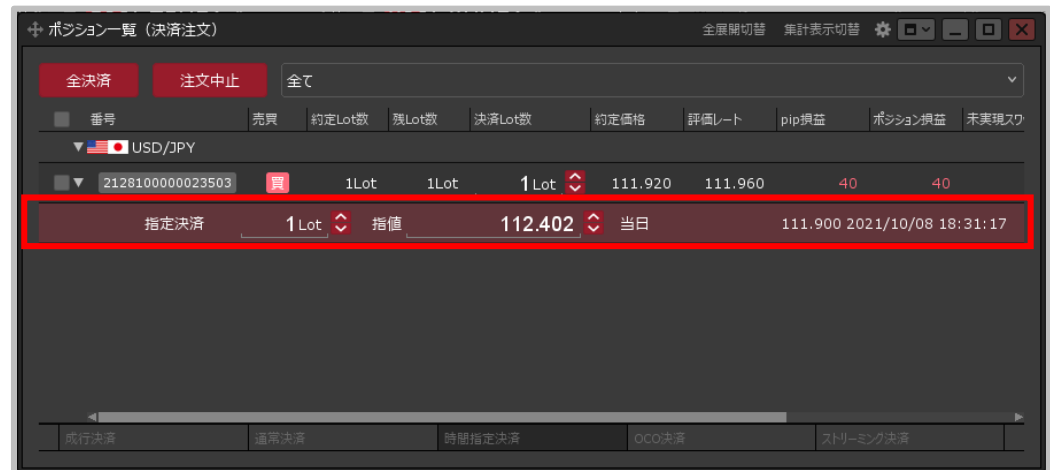 ポジション一覧（決済注文） 全展開切替 集計表示切替
全決済 注文中止 全て
番号 売買 約定Lot数 残Lot数 決済Lot数 約定価格 評価レート pip損益 ポジション損益 未実現スワ
USD/JPY
2128100000023503 買 1Lot 1Lot 1 Lot 111.920 111.960 40 40
指定決済 1 Lot 指値 112.402 当日 111.900 2021/10/08 18:31:17
成行決済 通常決済 時間指定決済 OCO決済 ストリーミング決済